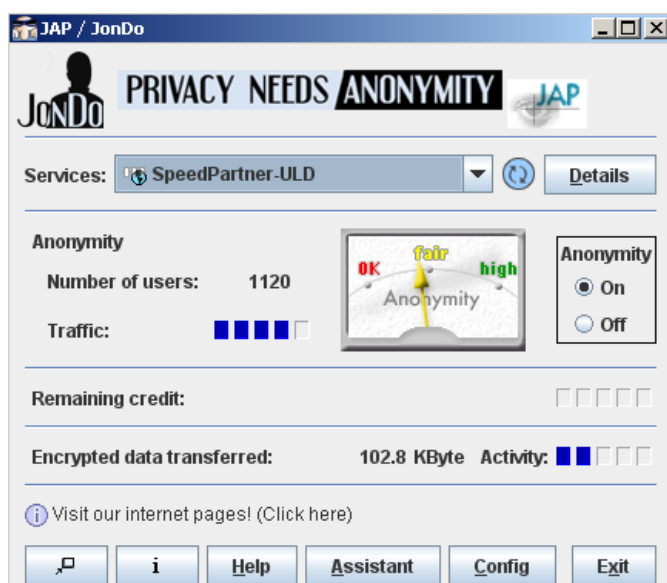 JAP / JonDo
JONDO
PRIVACY NEEDS ANONYMITY
JAP
Services: SpeedPartner-ULD Details
Anonymity
Number of users: 1120
Traffic:
OK fair high
Anonymity
Anonymity
On
Off
Remaining credit:
Encrypted data transferred: 102.8 KByte Activity:
i Visit our internet pages! (Click here)
i Help Assistant Config Exit